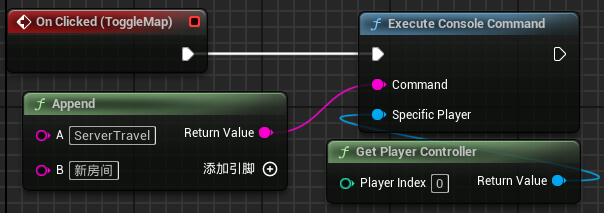 On Clicked (ToggleMap)
Execute Console Command
Command
Specific Player
Append
A ServerTravel Return Value
B 新房间 添加引脚
Get Player Controller
Player Index 0 Return Value